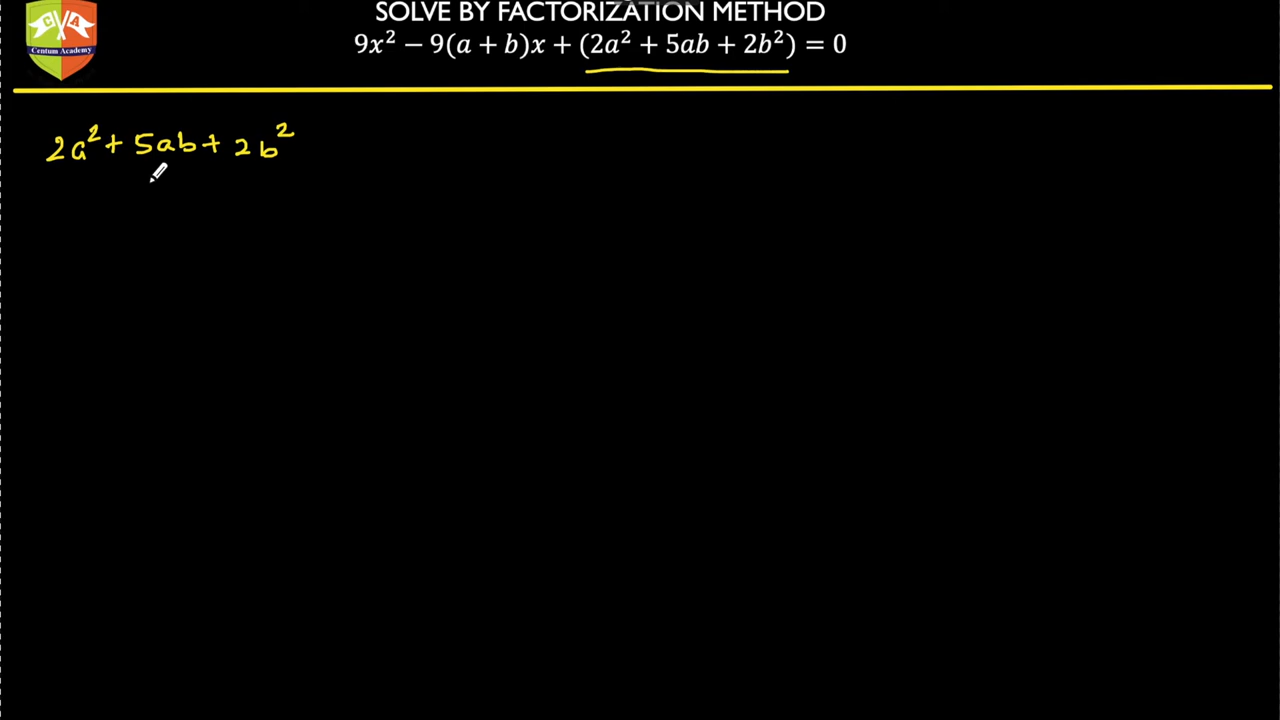 SOLVE BY FACTORIZATION METHOD
9x² − 9(a + b)x + (2a² + 5ab + 2b²) = 0
C A
Centum Academy
2a² + 5ab + 2b²